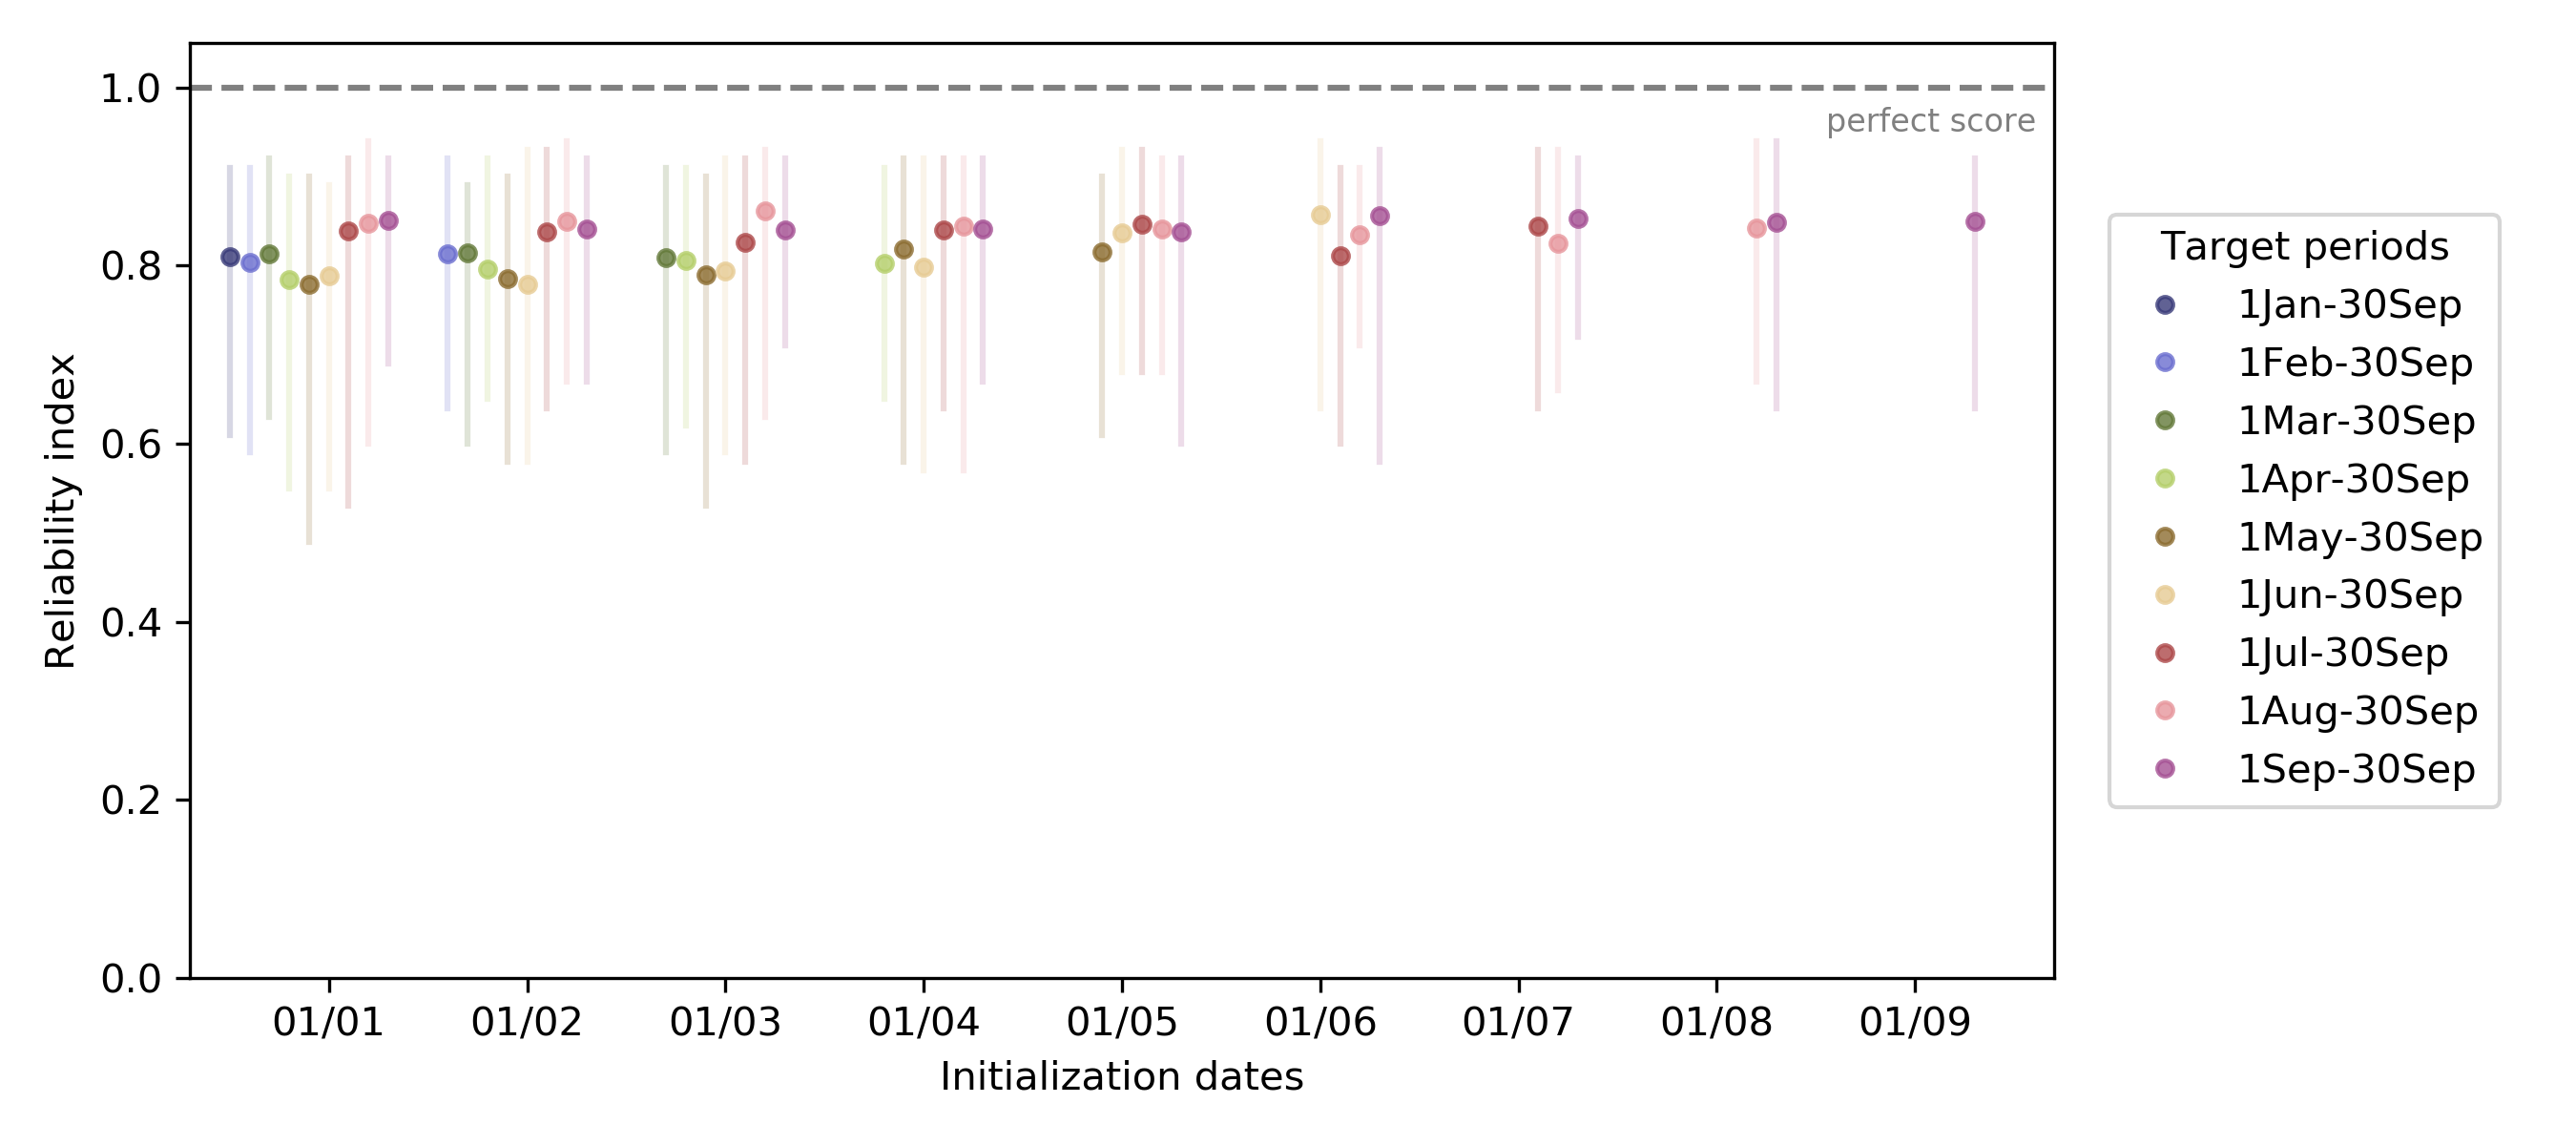 1.0
0.8
0.6
0.4
0.2
0.0
Reliability index
perfect score
01/01 01/02 01/03 01/04 01/05 01/06 01/07 01/08 01/09
Initialization dates
Target periods
1Jan-30Sep
1Feb-30Sep
1Mar-30Sep
1Apr-30Sep
1May-30Sep
1Jun-30Sep
1Jul-30Sep
1Aug-30Sep
1Sep-30Sep